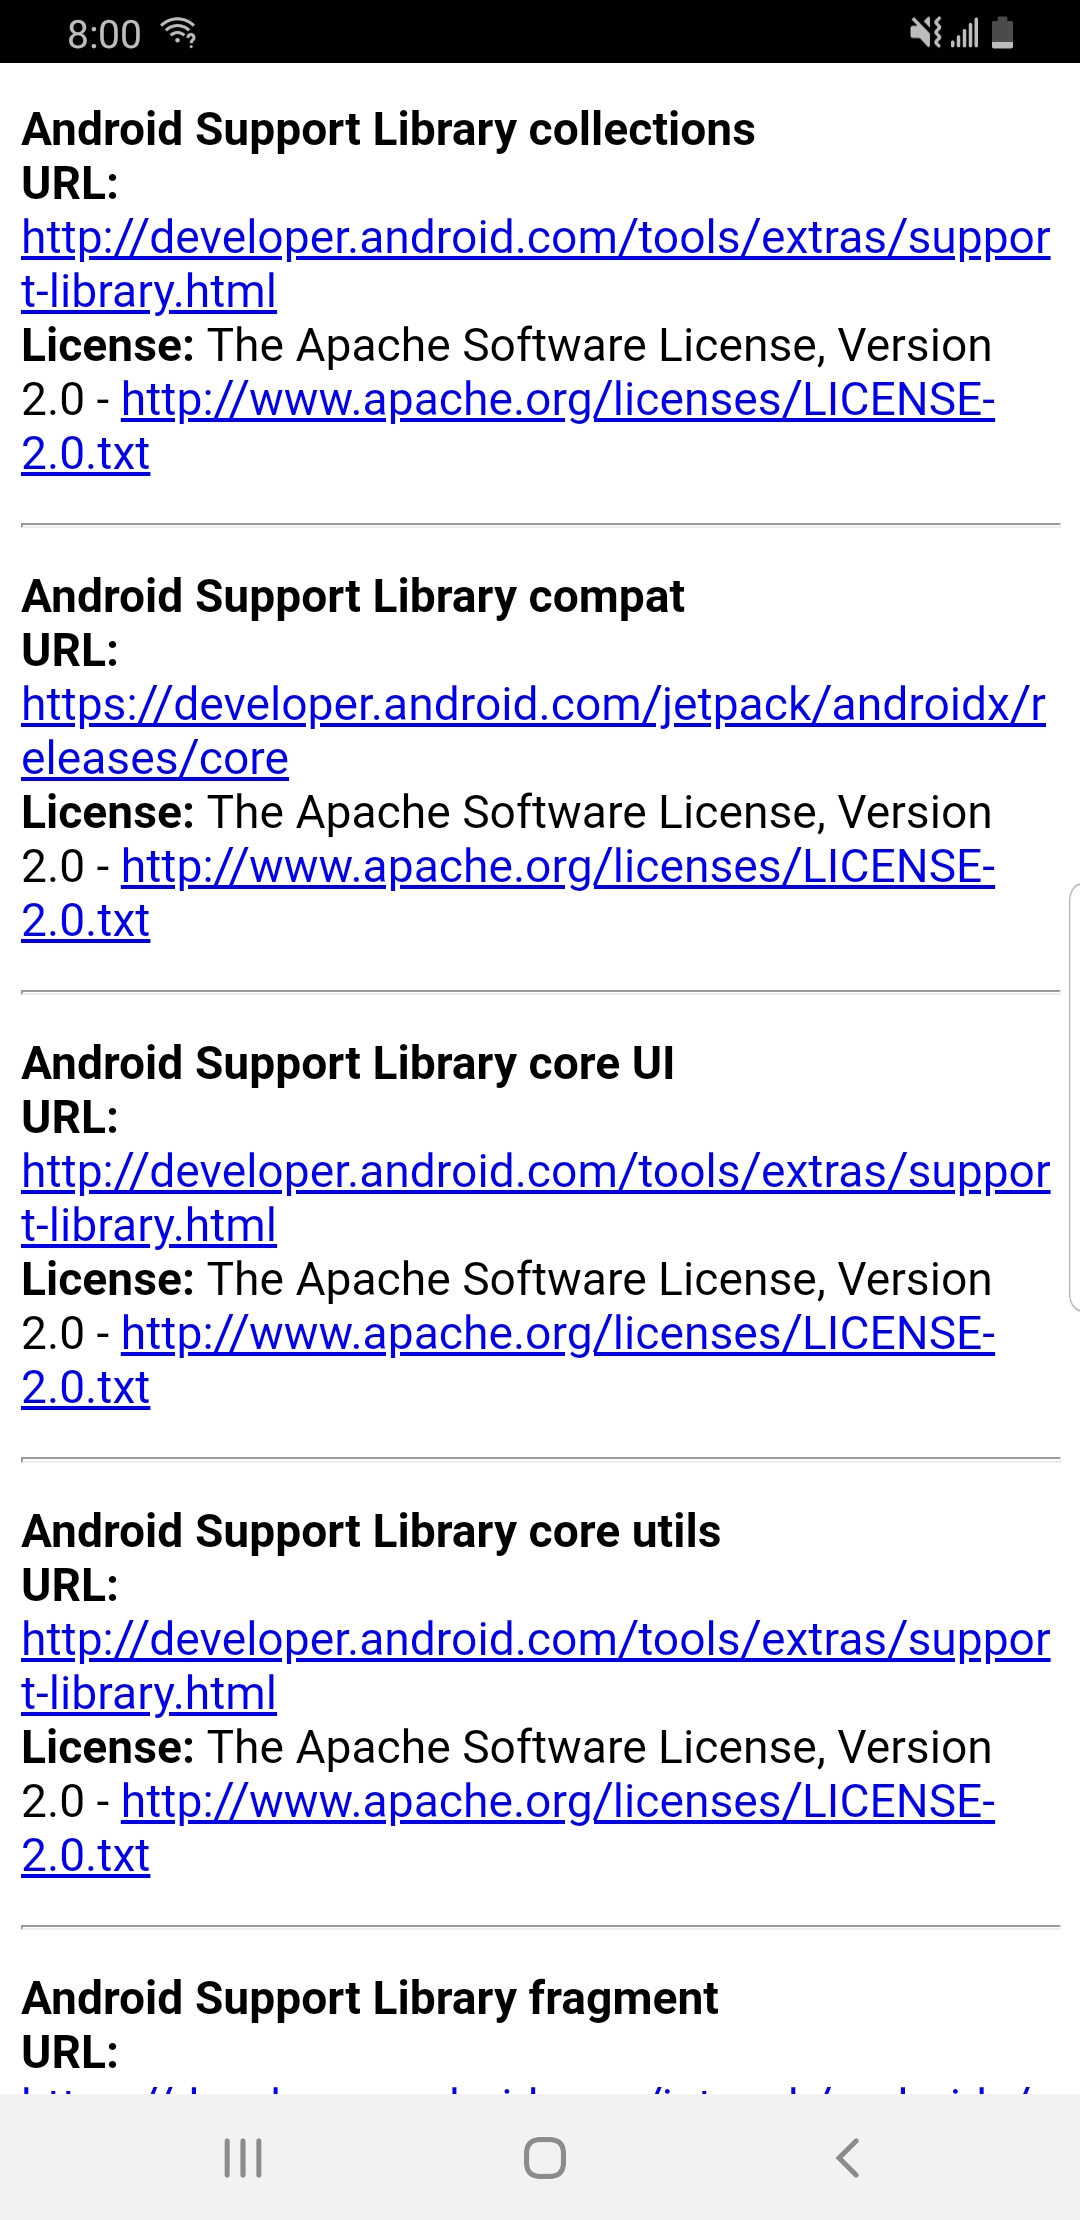 8:00
Android Support Library collections
URL:
http://developer.android.com/tools/extras/suppor
t-library.html
License: The Apache Software License, Version
2.0 - http://www.apache.org/licenses/LICENSE-
2.0.txt
Android Support Library compat
URL:
https://developer.android.com/jetpack/androidx/r
eleases/core
License: The Apache Software License, Version
2.0 - http://www.apache.org/licenses/LICENSE-
2.0.txt
Android Support Library core UI
URL:
http://developer.android.com/tools/extras/suppor
t-library.html
License: The Apache Software License, Version
2.0 - http://www.apache.org/licenses/LICENSE-
2.0.txt
Android Support Library core utils
URL:
http://developer.android.com/tools/extras/suppor
t-library.html
License: The Apache Software License, Version
2.0 - http://www.apache.org/licenses/LICENSE-
2.0.txt
Android Support Library fragment
URL: